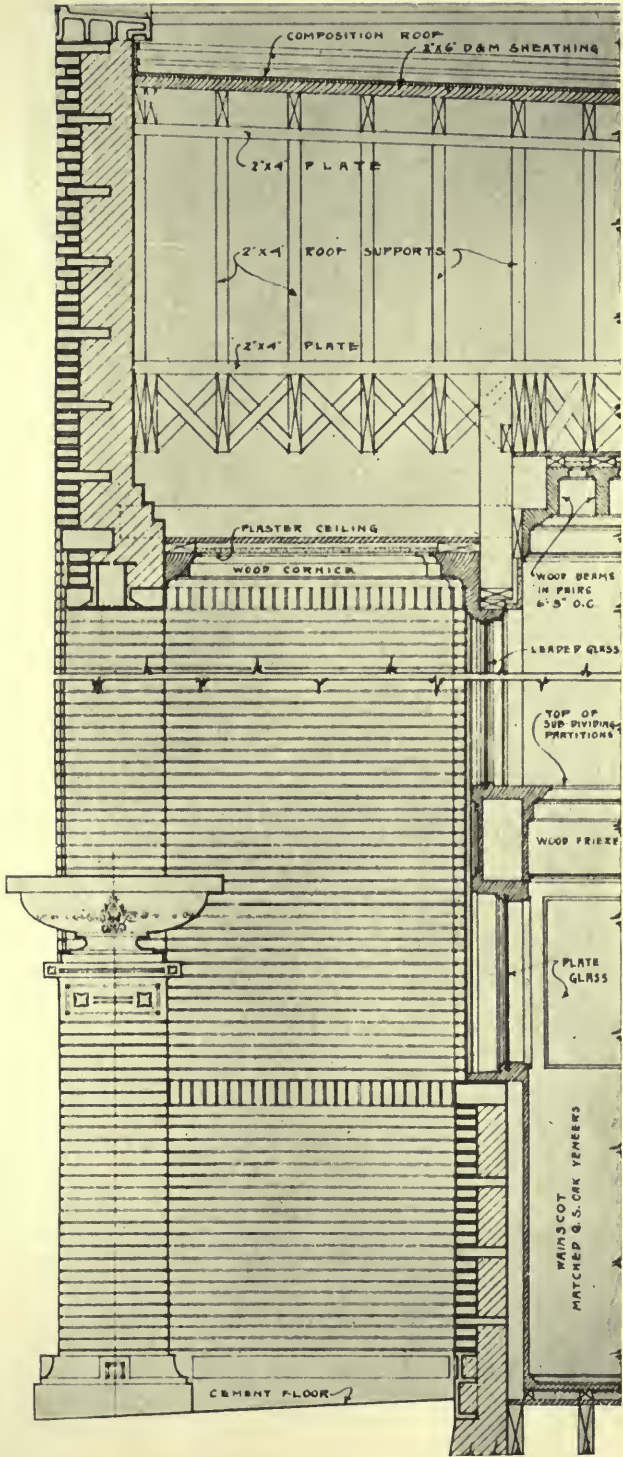 COMPOSITION ROOF
2"x6" D&M SHEATHING
2"x4" PLATE
2"x4" ROOF SUPPORTS
2"x4" PLATE
PLASTER CEILING
WOOD CORNICE
WOOD BEAMS
IN PAIRS
6'-9" O.C.
LEADED GLASS
TOP OF
SUB-DIVIDING
PARTITIONS
WOOD FRIEZE
PLATE
GLASS
WAINSCOT
MATCHED Q.S. OAK VENEERS
CEMENT FLOOR